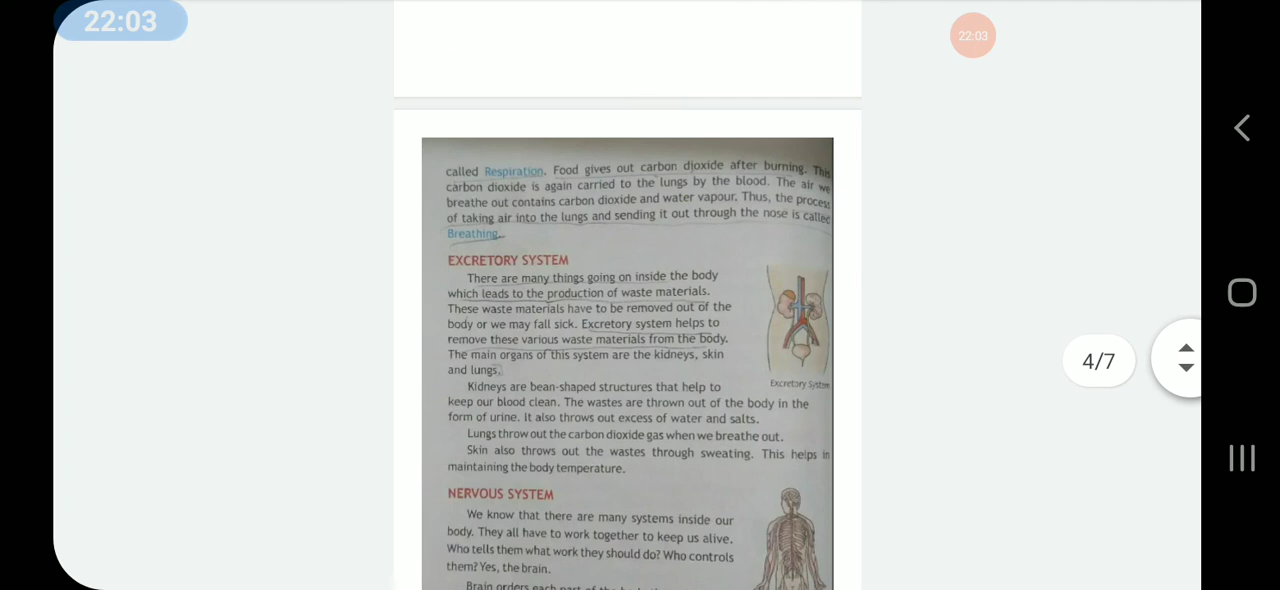 22:03
22:03
called Respiration. Food gives out carbon dioxide after burning. This
carbon dioxide is again carried to the lungs by the blood. The air we
breathe out contains carbon dioxide and water vapour. Thus, the process
of taking air into the lungs and sending it out through the nose is called
Breathing.
EXCRETORY SYSTEM
There are many things going on inside the body
which leads to the production of waste materials.
These waste materials have to be removed out of the
body or we may fall sick. Excretory system helps to
remove these various waste materials from the body.
The main organs of this system are the kidneys, skin
and lungs.
Excretory System
Kidneys are bean-shaped structures that help to
keep our blood clean. The wastes are thrown out of the body in the
form of urine. It also throws out excess of water and salts.
Lungs throw out the carbon dioxide gas when we breathe out.
Skin also throws out the wastes through sweating. This helps in
maintaining the body temperature.
NERVOUS SYSTEM
We know that there are many systems inside our
body. They all have to work together to keep us alive.
Who tells them what work they should do? Who controls
them? Yes, the brain.
Brain orders each part of the
4/7